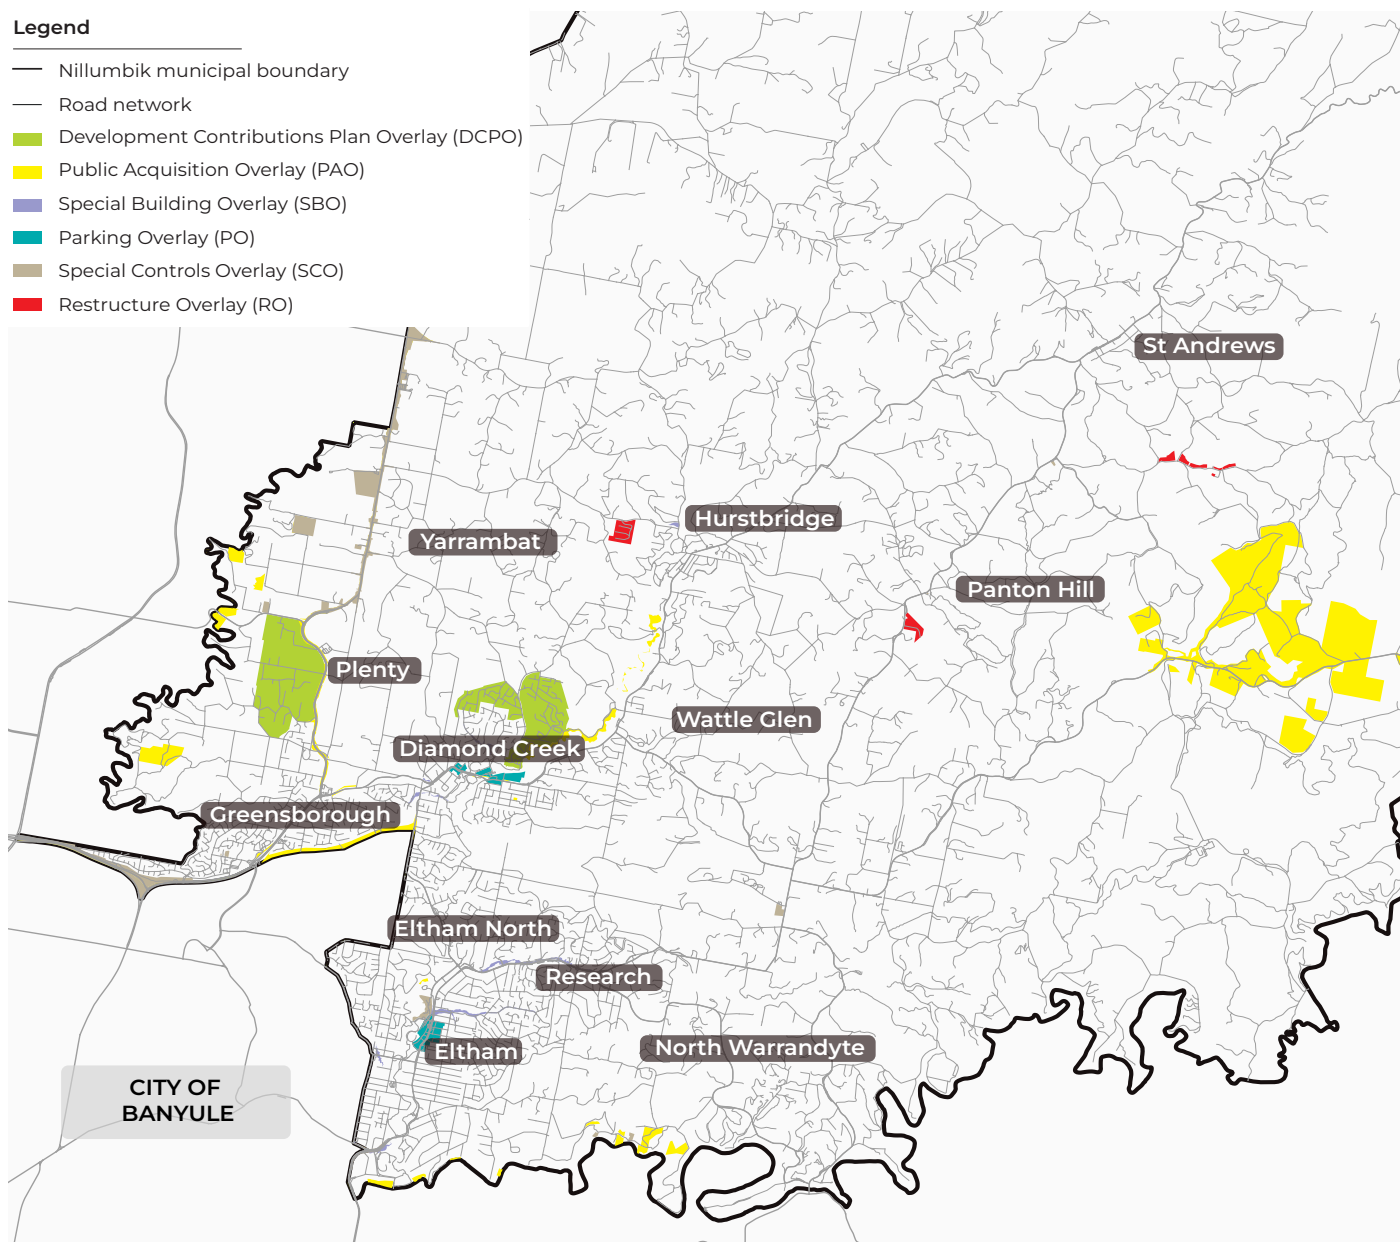 Legend
Nillumbik municipal boundary
Road network
Development Contributions Plan Overlay (DCPO)
Public Acquisition Overlay (PAO)
Special Building Overlay (SBO)
Parking Overlay (PO)
Special Controls Overlay (SCO)
Restructure Overlay (RO)
St Andrews
Hurstbridge
Yarrambat
Panton Hill
Plenty
Wattle Glen
Diamond Creek
Greensborough
Eltham North
Research
North Warrandyte
Eltham
CITY OF
BANYULE